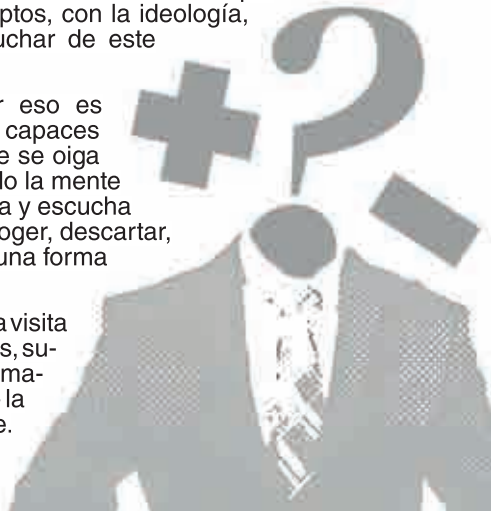 ptos, con la ideología,
uchar de este
eso es
capaces
e se oiga
do la mente
a y escucha
oger, descartar,
una forma
a visita
s, su-
ma-
la
e.